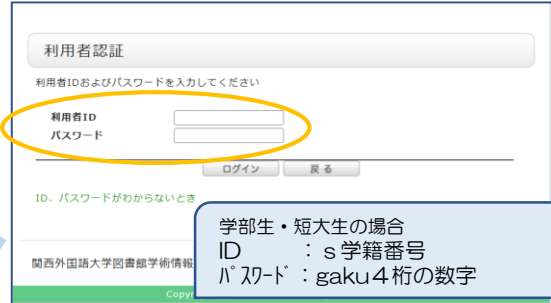 利用者認証
利用者IDおよびパスワードを入力してください
利用者ID
パスワード
ログイン 戻る
ID、パスワードがわからないとき
学部生・短大生の場合
ID ：ｓ学籍番号
ﾊﾟｽﾜｰﾄﾞ：gaku４桁の数字
関西外国語大学図書館学術情報
Copyr